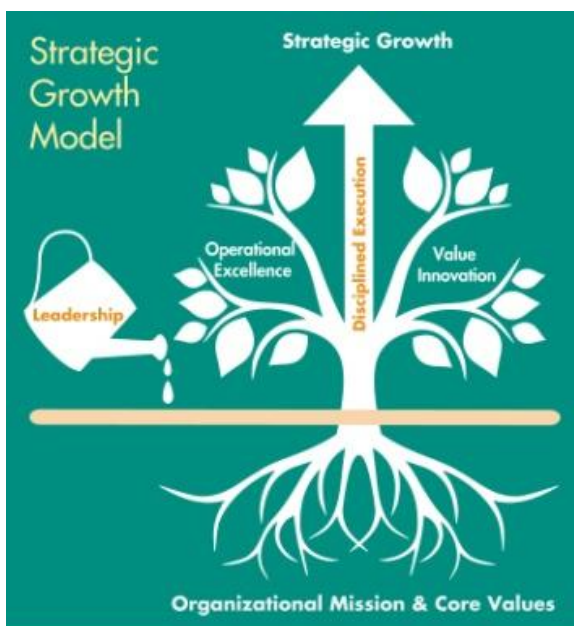 Strategic
Growth
Model
Strategic Growth
Disciplined Execution
Operational
Excellence
Value
Innovation
Leadership
Organizational Mission & Core Values